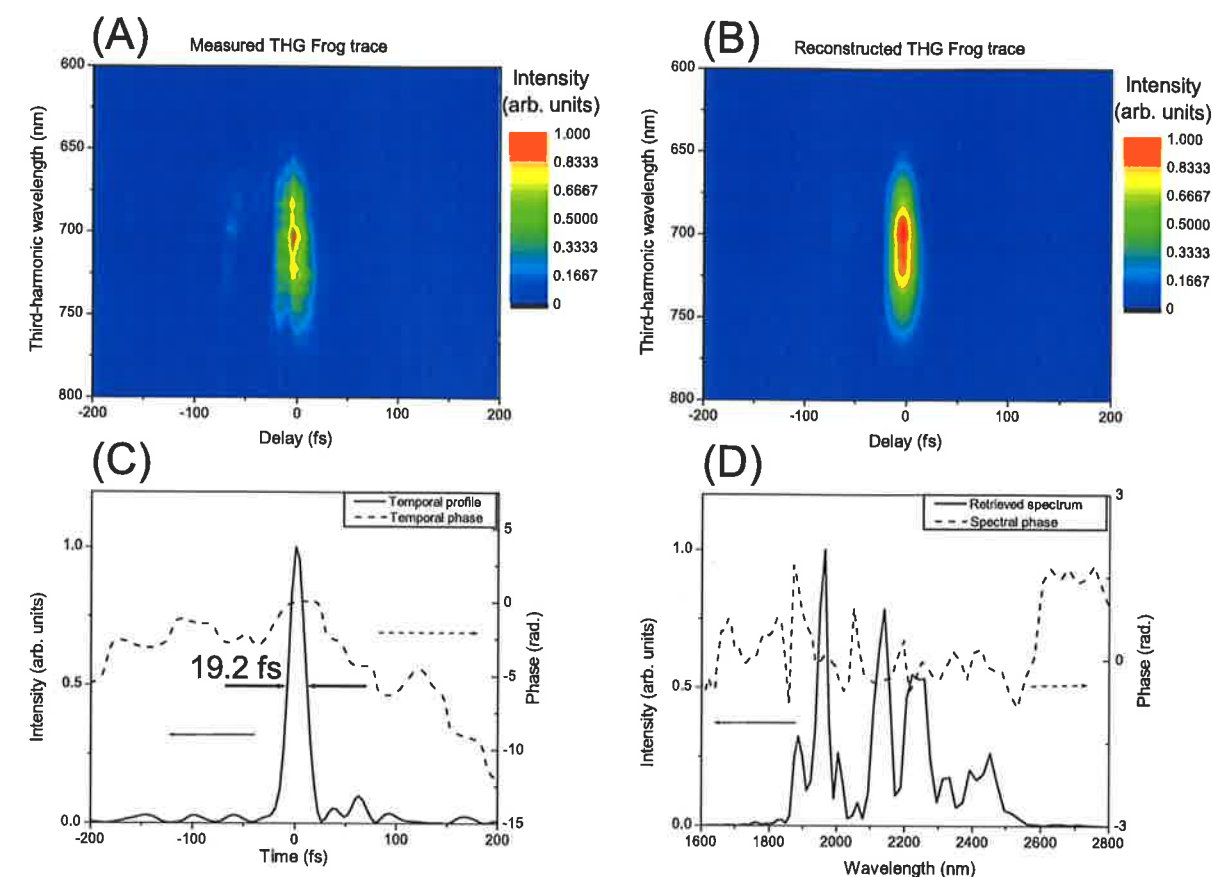 (A)
Measured THG Frog trace
Third-harmonic wavelength (nm)
600
650
700
750
800
-200
-100
0
100
200
Delay (fs)
Intensity
(arb. units)
1.000
0.8333
0.6667
0.5000
0.3333
0.1667
0
(B)
Reconstructed THG Frog trace
Third-harmonic wavelength (nm)
600
650
700
750
800
-200
-100
0
100
200
Delay (fs)
Intensity
(arb. units)
1.000
0.8333
0.6667
0.5000
0.3333
0.1667
0
(C)
Temporal profile
Temporal phase
Intensity (arb. units)
1.0
0.5
0.0
19.2 fs
5
0
-5
-10
-15
Phase (rad.)
-200
-100
0
100
200
Time (fs)
(D)
Retrieved spectrum
Spectral phase
Intensity (arb. units)
1.0
0.5
0.0
3
0
-3
Phase (rad.)
1600
1800
2000
2200
2400
2600
2800
Wavelength (nm)